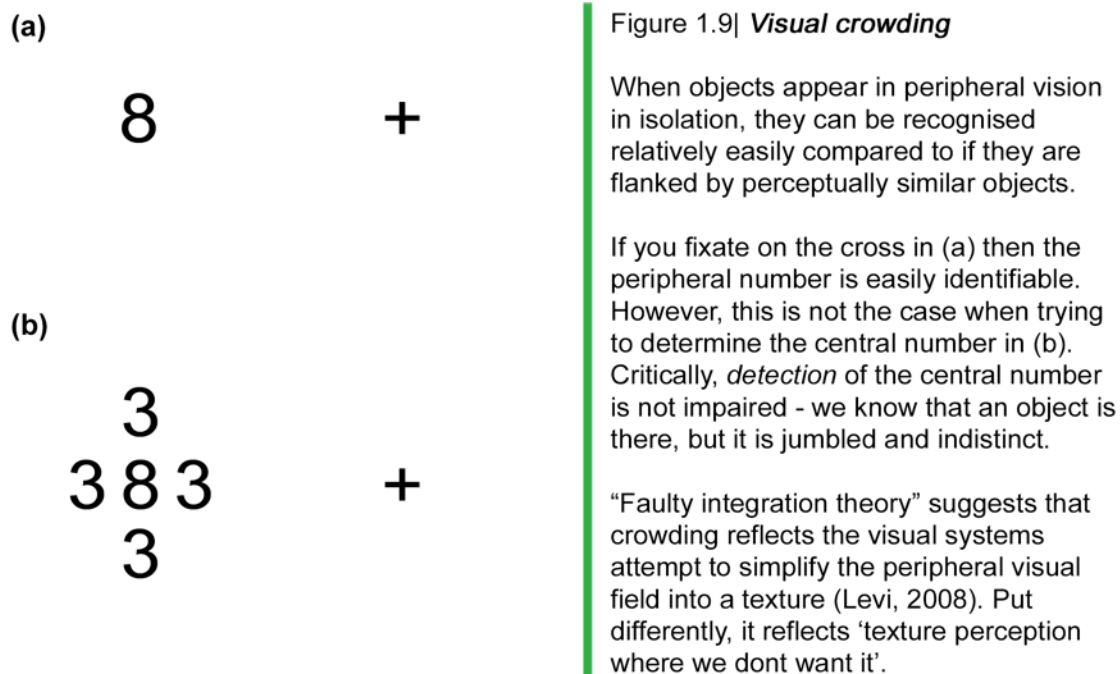 (a)
8 +
(b)
3
3 8 3 +
3
Figure 1.9| Visual crowding
When objects appear in peripheral vision
in isolation, they can be recognised
relatively easily compared to if they are
flanked by perceptually similar objects.
If you fixate on the cross in (a) then the
peripheral number is easily identifiable.
However, this is not the case when trying
to determine the central number in (b).
Critically, detection of the central number
is not impaired - we know that an object is
there, but it is jumbled and indistinct.
“Faulty integration theory” suggests that
crowding reflects the visual systems
attempt to simplify the peripheral visual
field into a texture (Levi, 2008). Put
differently, it reflects ‘texture perception
where we dont want it’.